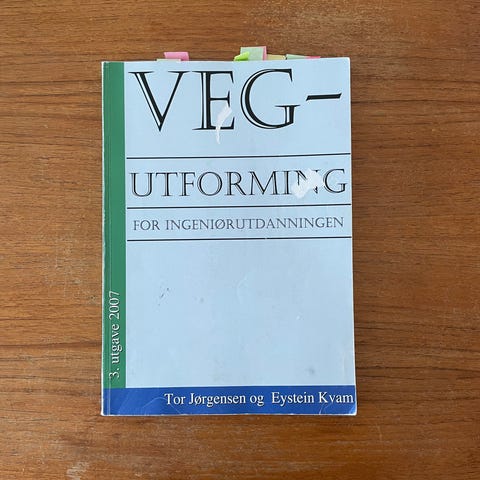 VEG-
UTFORMING
FOR INGENIØRUTDANNINGEN
3. utgave 2007
Tor Jørgensen og Eystein Kvam